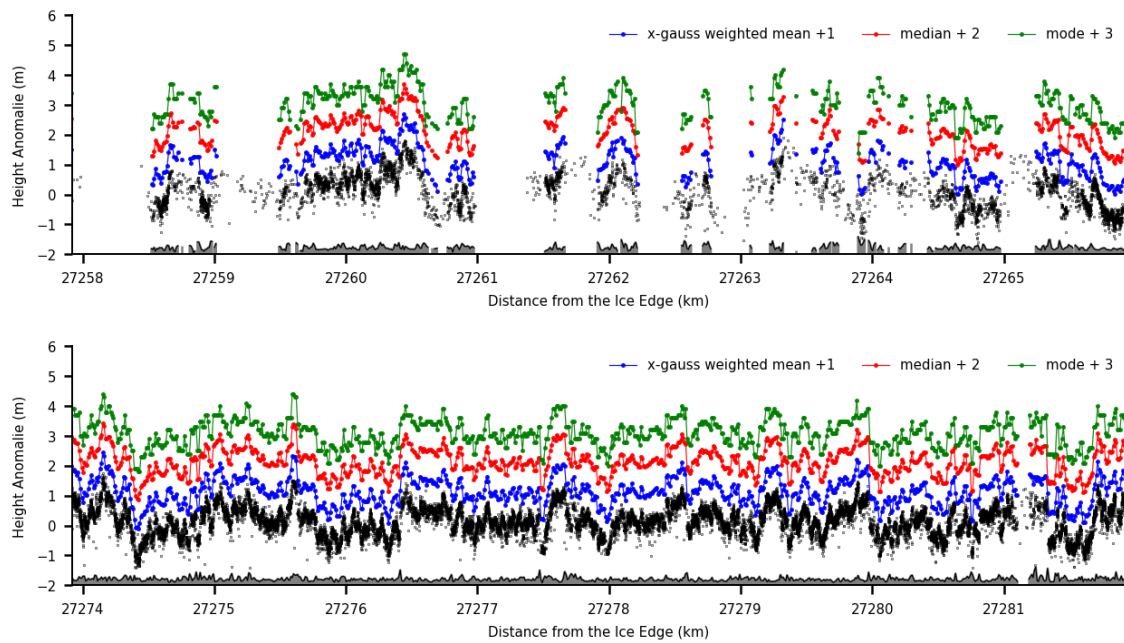 6
5
4
3
2
1
0
−1
−2
Height Anomalie (m)
x-gauss weighted mean +1 median + 2 mode + 3
27258 27259 27260 27261 27262 27263 27264 27265
Distance from the Ice Edge (km)
6
5
4
3
2
1
0
−1
−2
Height Anomalie (m)
x-gauss weighted mean +1 median + 2 mode + 3
27274 27275 27276 27277 27278 27279 27280 27281
Distance from the Ice Edge (km)